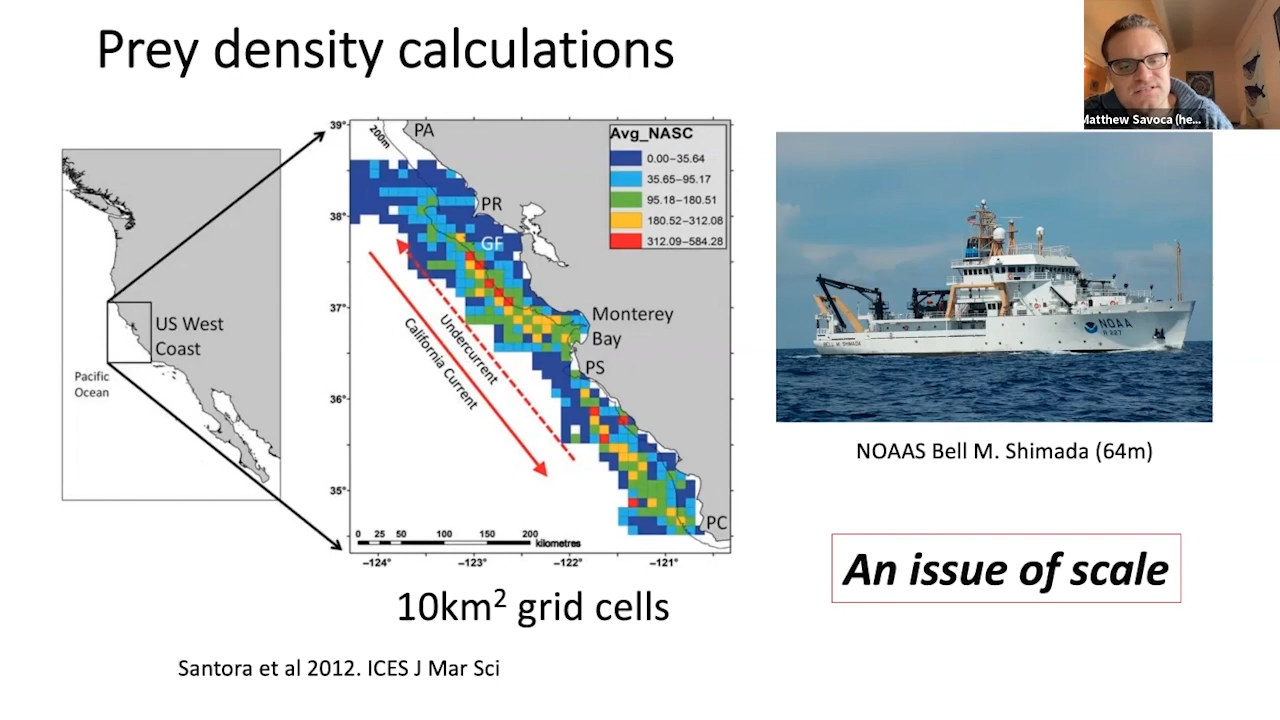 Prey density calculations
Matthew Savoca (he...
US West
Coast
Pacific
Ocean
39°
38°
37°
36°
35°
200m
PA
PR
GF
Monterey
Bay
PS
PC
Avg_NASC
0.00–35.64
35.65–95.17
95.18–180.51
180.52–312.08
312.09–584.28
Undercurrent
California Current
0 25 50 100 150 200
kilometres
–124° –123° –122° –121°
10km² grid cells
Santora et al 2012. ICES J Mar Sci
NOAA
R 227
BELL M. SHIMADA
NOAAS Bell M. Shimada (64m)
An issue of scale